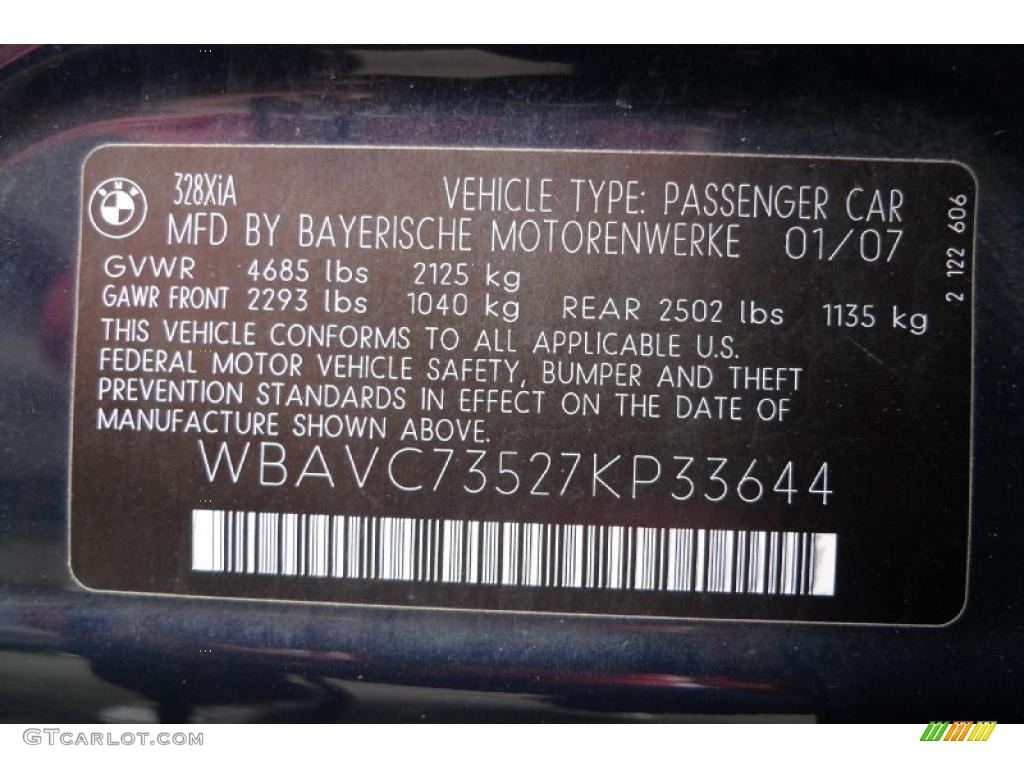 328XiA
VEHICLE TYPE: PASSENGER CAR
MFD BY BAYERISCHE MOTORENWERKE 01/07
GVWR 4685 lbs 2125 kg
GAWR FRONT 2293 lbs 1040 kg REAR 2502 lbs 1135 kg
THIS VEHICLE CONFORMS TO ALL APPLICABLE U.S.
FEDERAL MOTOR VEHICLE SAFETY, BUMPER AND THEFT
PREVENTION STANDARDS IN EFFECT ON THE DATE OF
MANUFACTURE SHOWN ABOVE.
WBAVC73527KP33644
2 122 606
BMW
GTCarLot.com